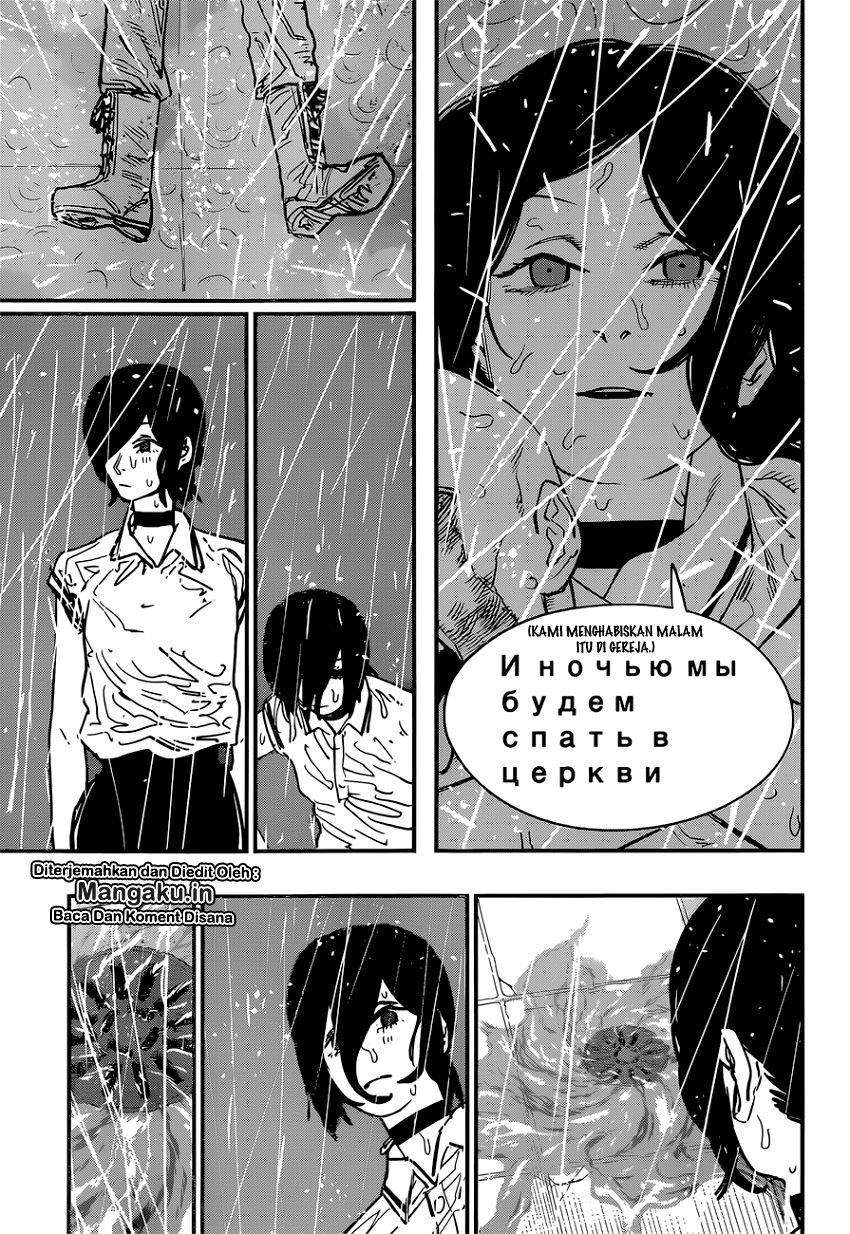 (KAMI MENGHABISKAN MALAM
ITU DI GEREJA.)
И ночью мы
будем
спать в
церкви
Diterjemahkan dan Diedit Oleh :
Mangaku.in
Baca Dan Koment Disana